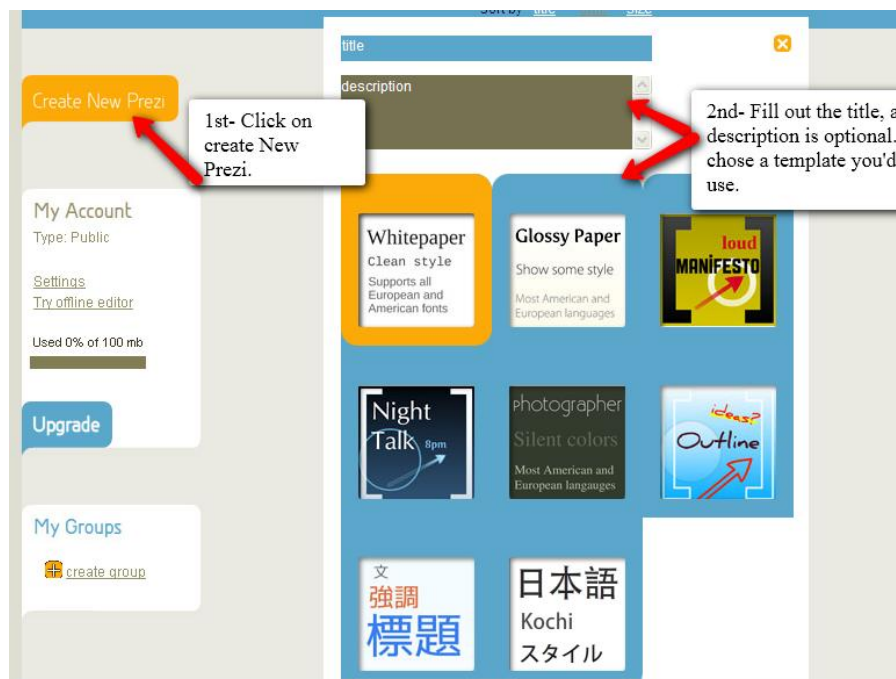 title
description
Create New Prezi
1st- Click on
create New
Prezi.
2nd- Fill out the title, a
description is optional.
chose a template you'd
use.
My Account
Type: Public
Settings
Try offline editor
Used 0% of 100 mb
Upgrade
My Groups
create group
Whitepaper
Clean style
Supports all
European and
American fonts
Glossy Paper
Show some style
Most American and
European languages
loud
MANiFESTO
Night
Talk 8pm
photographer
Silent colors
Most American and
European langauges
ideas?
Outline
文
強調
標題
日本語
Kochi
スタイル